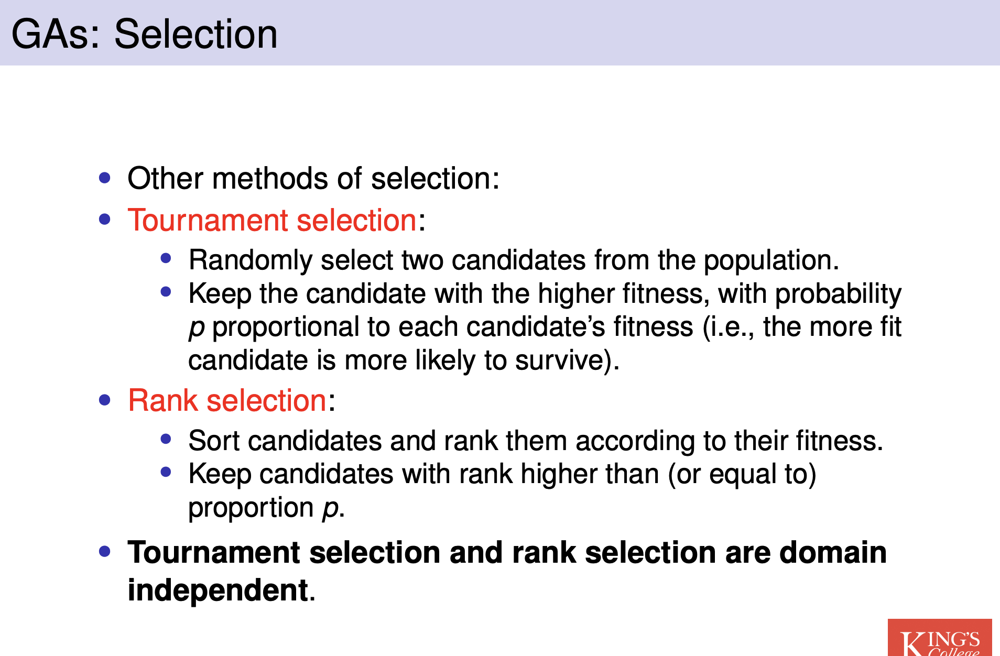 GAs: Selection
• Other methods of selection:
• Tournament selection:
• Randomly select two candidates from the population.
• Keep the candidate with the higher fitness, with probability
p proportional to each candidate’s fitness (i.e., the more fit
candidate is more likely to survive).
• Rank selection:
• Sort candidates and rank them according to their fitness.
• Keep candidates with rank higher than (or equal to)
proportion p.
• Tournament selection and rank selection are domain
independent.
KING'S
College